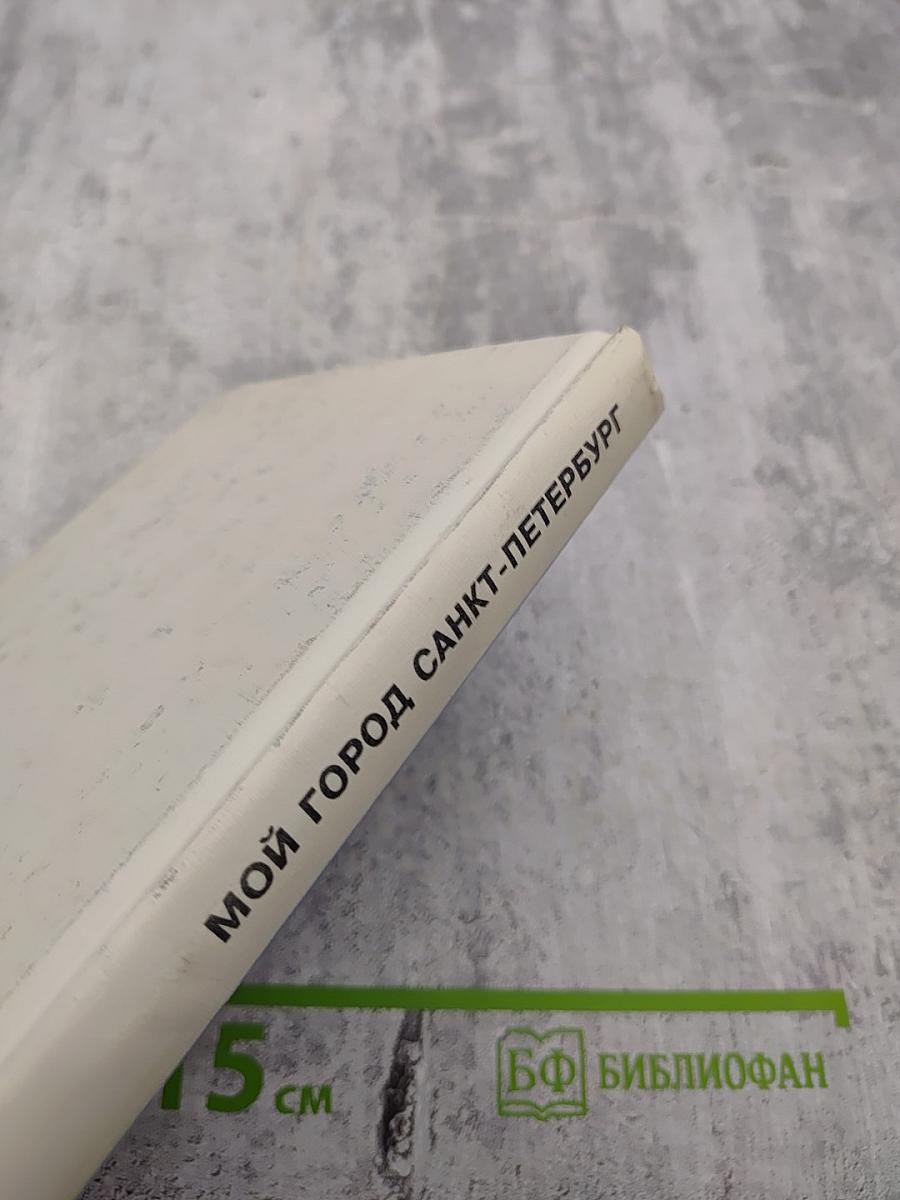 МОЙ ГОРОД САНКТ-ПЕТЕРБУРГ
15 см
БФ БИБЛИОФАН